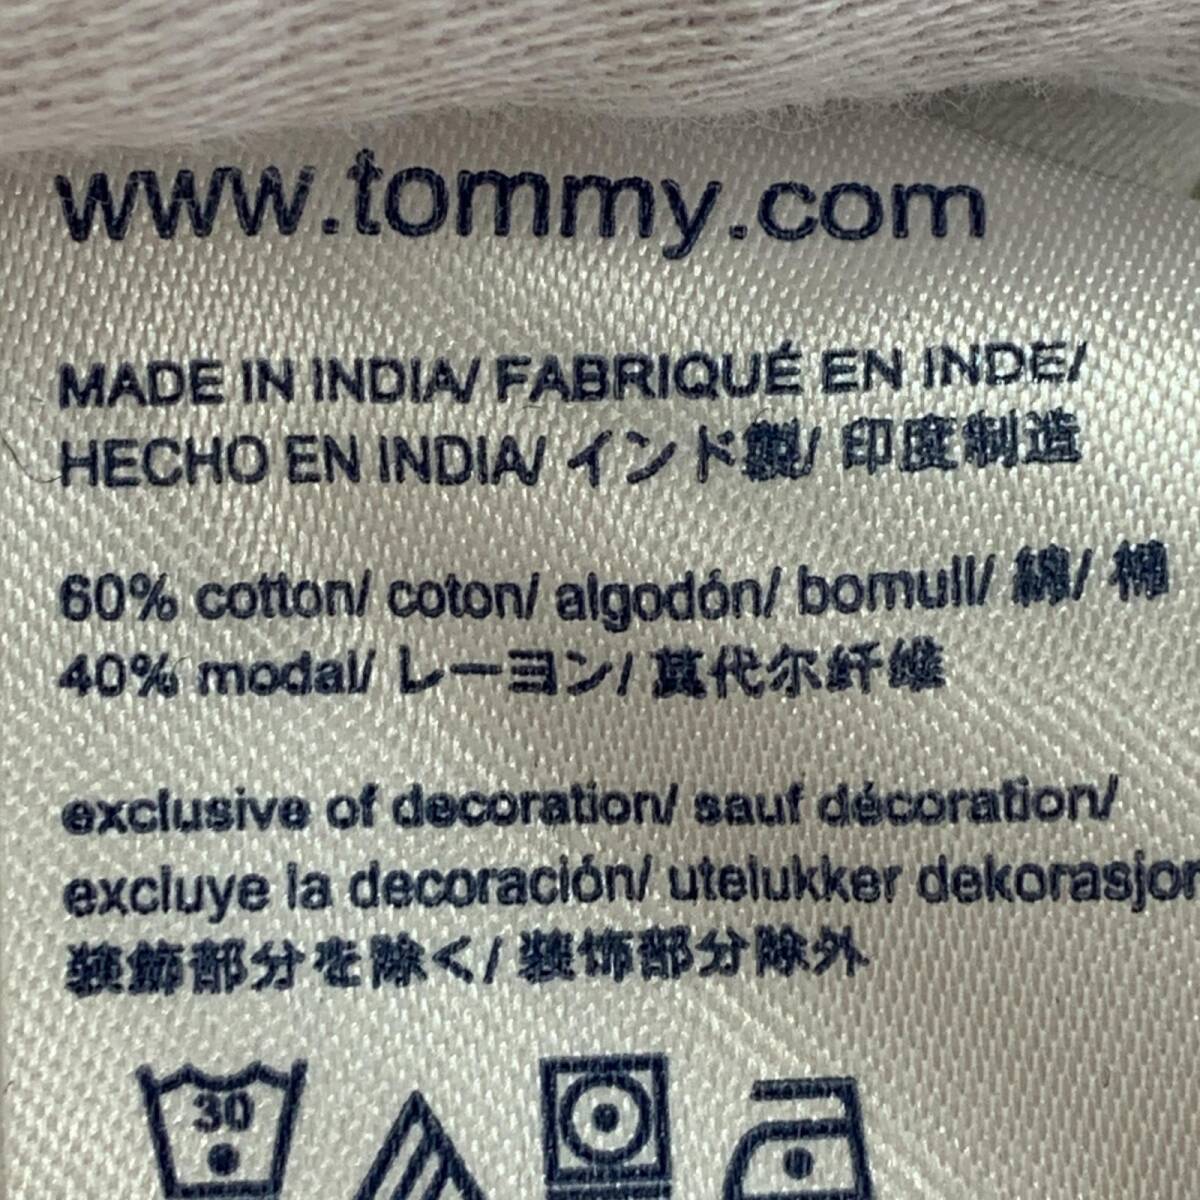 www.tommy.com
MADE IN INDIA/ FABRIQUÉ EN INDE/
HECHO EN INDIA/ インド製/ 印度制造
60% cotton/ coton/ algodón/ bomull/ 綿/ 棉
40% modal/ レーヨン/ 莫代尔纤维
exclusive of decoration/ sauf décoration/
excluye la decoración/ utelukker dekorasjon
装飾部分を除く/ 装饰部分除外
30